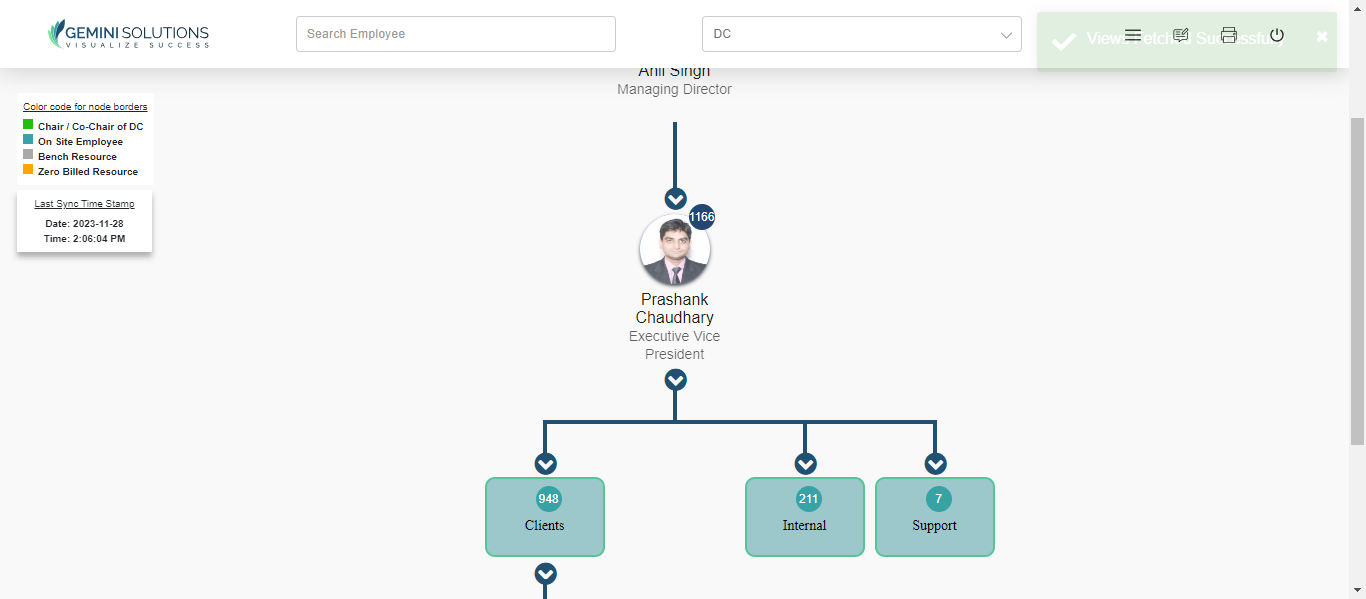 GEMINI SOLUTIONS
VISUALIZE SUCCESS
Search Employee
DC
Views Fetched Successfully
Anil Singh
Managing Director
Color code for node borders
Chair / Co-Chair of DC
On Site Employee
Bench Resource
Zero Billed Resource
Last Sync Time Stamp
Date: 2023-11-28
Time: 2:06:04 PM
1166
Prashank
Chaudhary
Executive Vice
President
948
Clients
211
Internal
7
Support